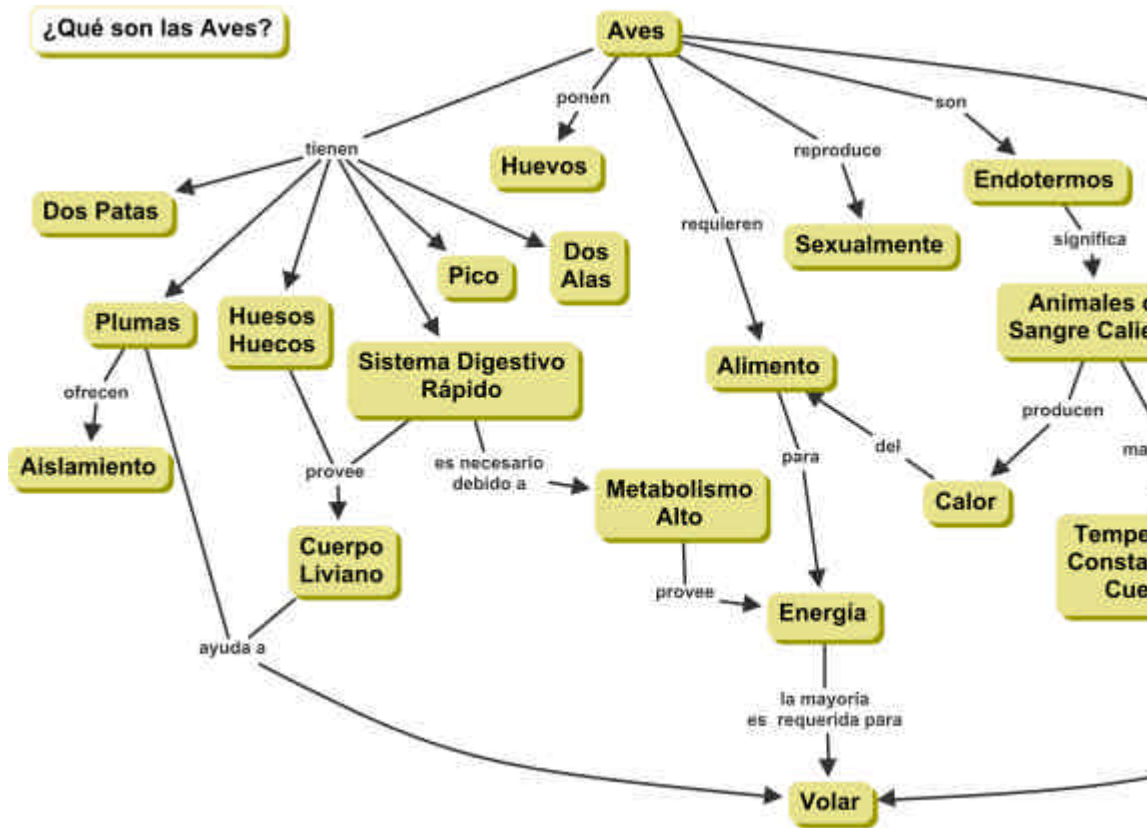 ¿Qué son las Aves?
Aves
ponen
son
tienen
Huevos
reproduce
Endotermos
Dos Patas
requieren
Sexualmente
significa
Pico
Dos
Alas
Plumas
Huesos
Huecos
Animales
Sangre
Sistema Digestivo
Rápido
Alimento
ofrecen
producen
Aislamiento
provee
es necesario
debido a
para
del
Metabolismo
Alto
Calor
Cuerpo
Liviano
provee
Energía
ayuda a
la mayoría
es requerida para
Volar